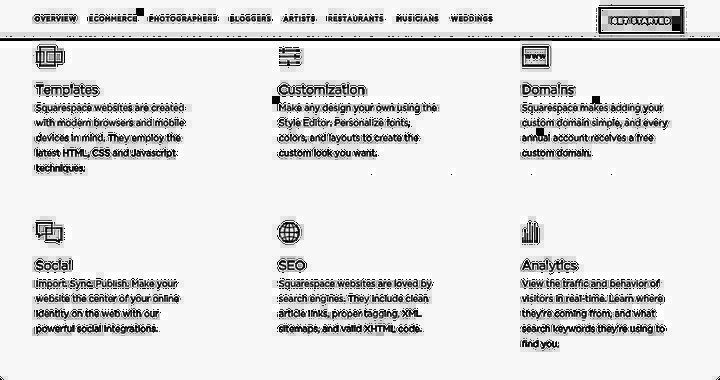 OVERVIEW ECOMMERCE PHOTOGRAPHERS BLOGGERS ARTISTS RESTAURANTS MUSICIANS WEDDINGS GET STARTED
Templates
Squarespace websites are created
with modern browsers and mobile
devices in mind. They employ the
latest HTML, CSS and Javascript
techniques.
Customization
Make any design your own using the
Style Editor. Personalize fonts,
colors, and layouts to create the
custom look you want.
WWW
Domains
Squarespace makes adding your
custom domain simple, and every
annual account receives a free
custom domain.
Social
Import. Sync. Publish. Make your
website the center of your online
identity on the web with our
powerful social integrations.
SEO
Squarespace websites are loved by
search engines. They include clean
article links, proper tagging, XML
sitemaps, and valid XHTML code.
Analytics
View the traffic and behavior of
visitors in real-time. Learn where
they're coming from, and what
search keywords they're using to
find you.